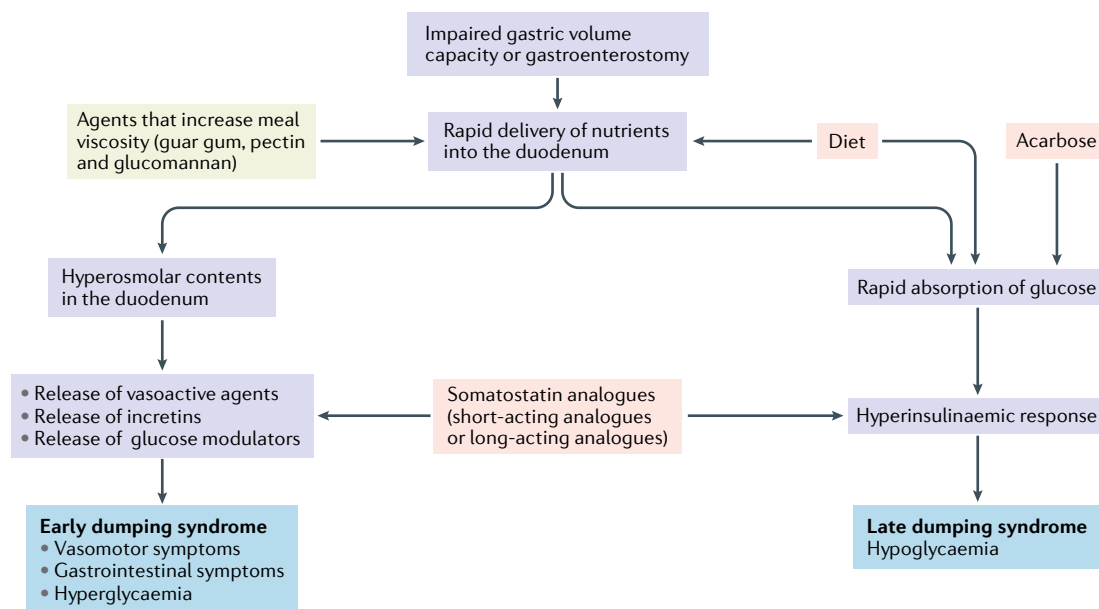 Impaired gastric volume
capacity or gastroenterostomy
Agents that increase meal
viscosity (guar gum, pectin
and glucomannan)
Rapid delivery of nutrients
into the duodenum
Diet
Acarbose
Hyperosmolar contents
in the duodenum
Rapid absorption of glucose
• Release of vasoactive agents
• Release of incretins
• Release of glucose modulators
Somatostatin analogues
(short-acting analogues
or long-acting analogues)
Hyperinsulinaemic response
Early dumping syndrome
• Vasomotor symptoms
• Gastrointestinal symptoms
• Hyperglycaemia
Late dumping syndrome
Hypoglycaemia